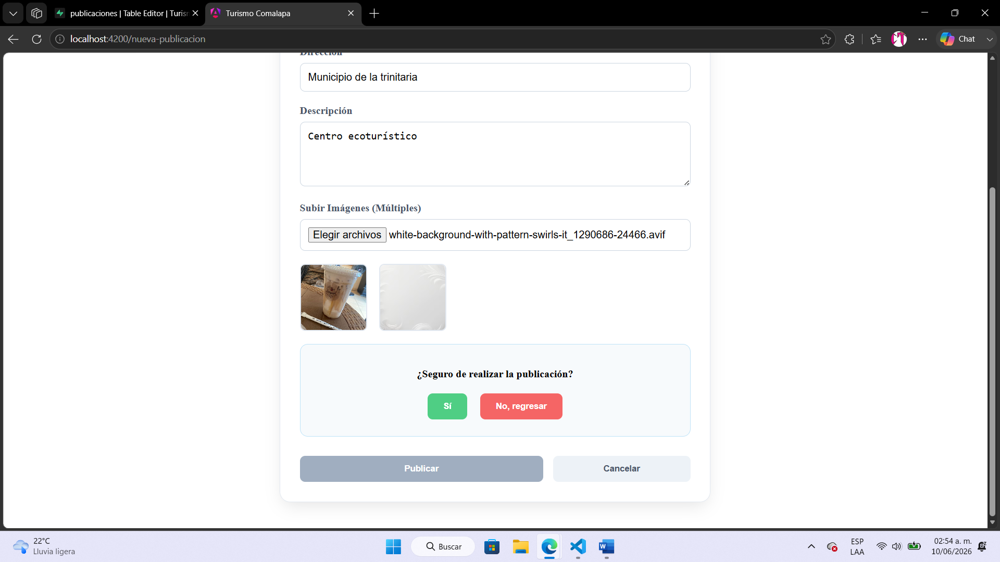 publicaciones | Table Editor | Turisr
Turismo Comalapa
localhost:4200/nueva-publicacion
Chat
Dirección
Municipio de la trinitaria
Descripción
Centro ecoturístico
Subir Imágenes (Múltiples)
Elegir archivos white-background-with-pattern-swirls-it_1290686-24466.avif
¿Seguro de realizar la publicación?
Sí
No, regresar
Publicar
Cancelar
22°C
Lluvia ligera
Buscar
ESP
LAA
02:54 a. m.
10/06/2026